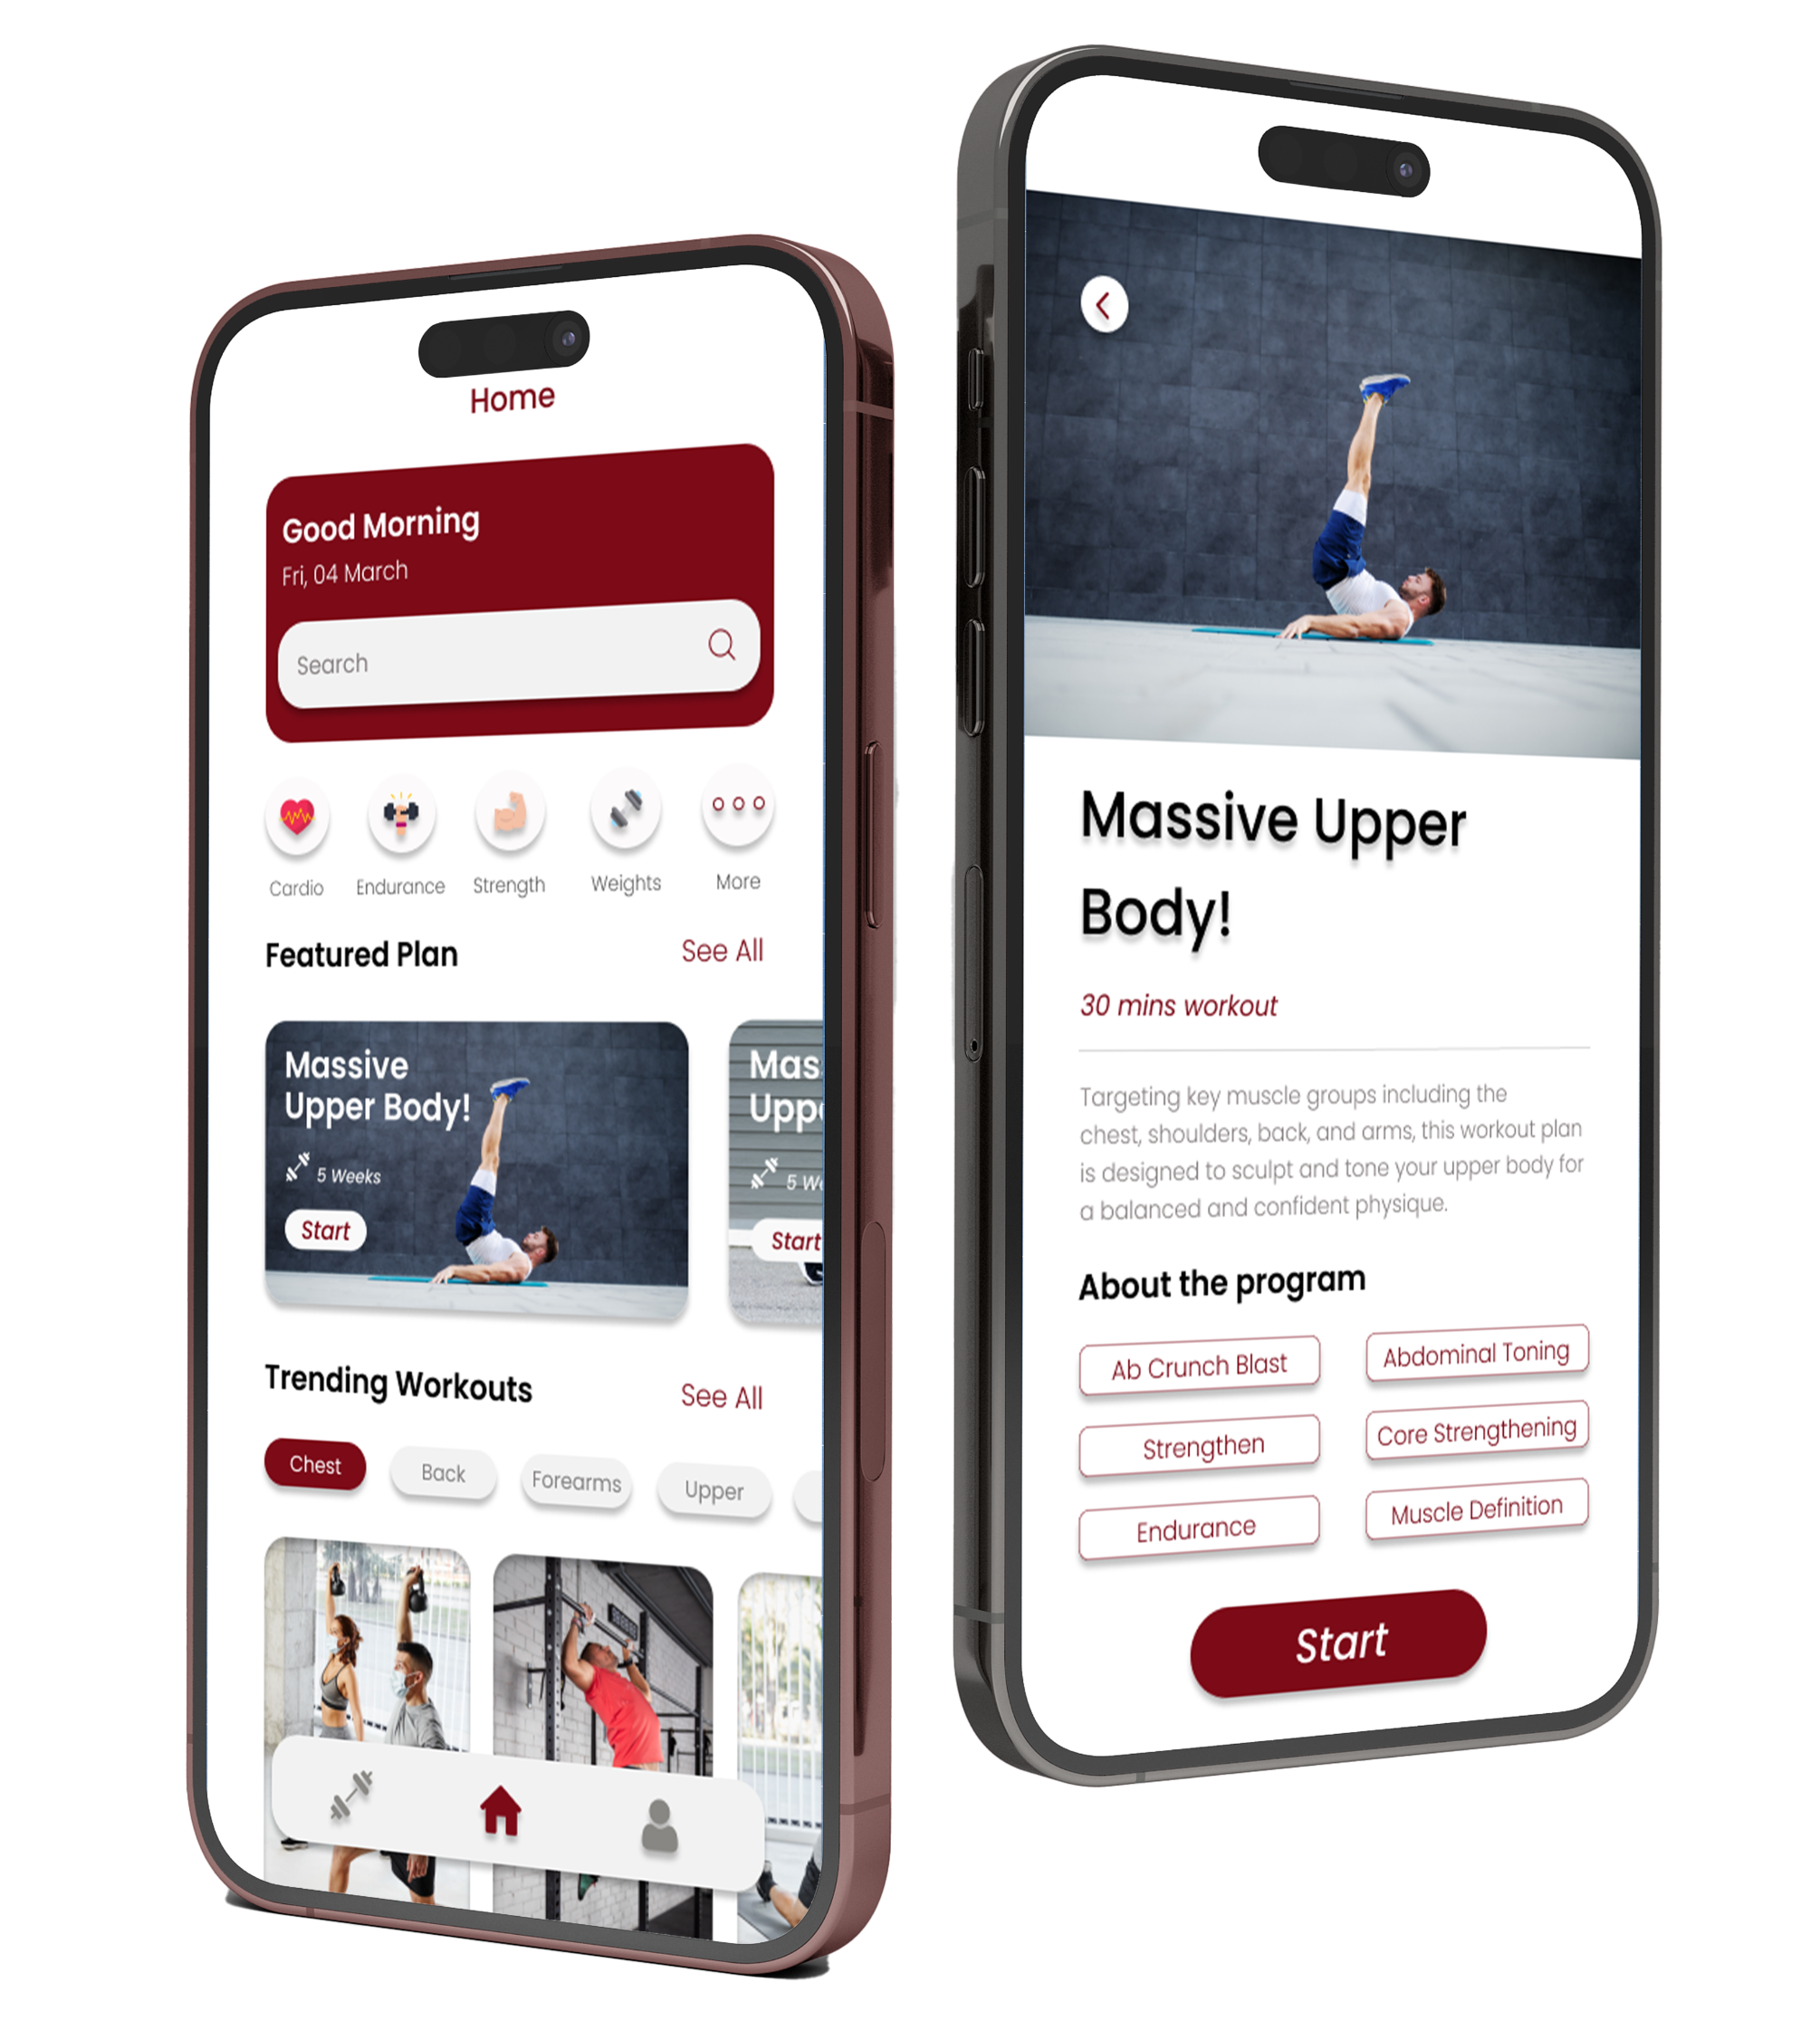 Home
Good Morning
Fri, 04 March
Search
Cardio
Endurance
Strength
Weights
More
Featured Plan
See All
Massive
Upper Body!
5 Weeks
Start
Mas
Upp
5 We
Start
Trending Workouts
See All
Chest
Back
Forearms
Upper
Massive Upper
Body!
30 mins workout
Targeting key muscle groups including the
chest, shoulders, back, and arms, this workout plan
is designed to sculpt and tone your upper body for
a balanced and confident physique.
About the program
Ab Crunch Blast
Abdominal Toning
Strengthen
Core Strengthening
Endurance
Muscle Definition
Start